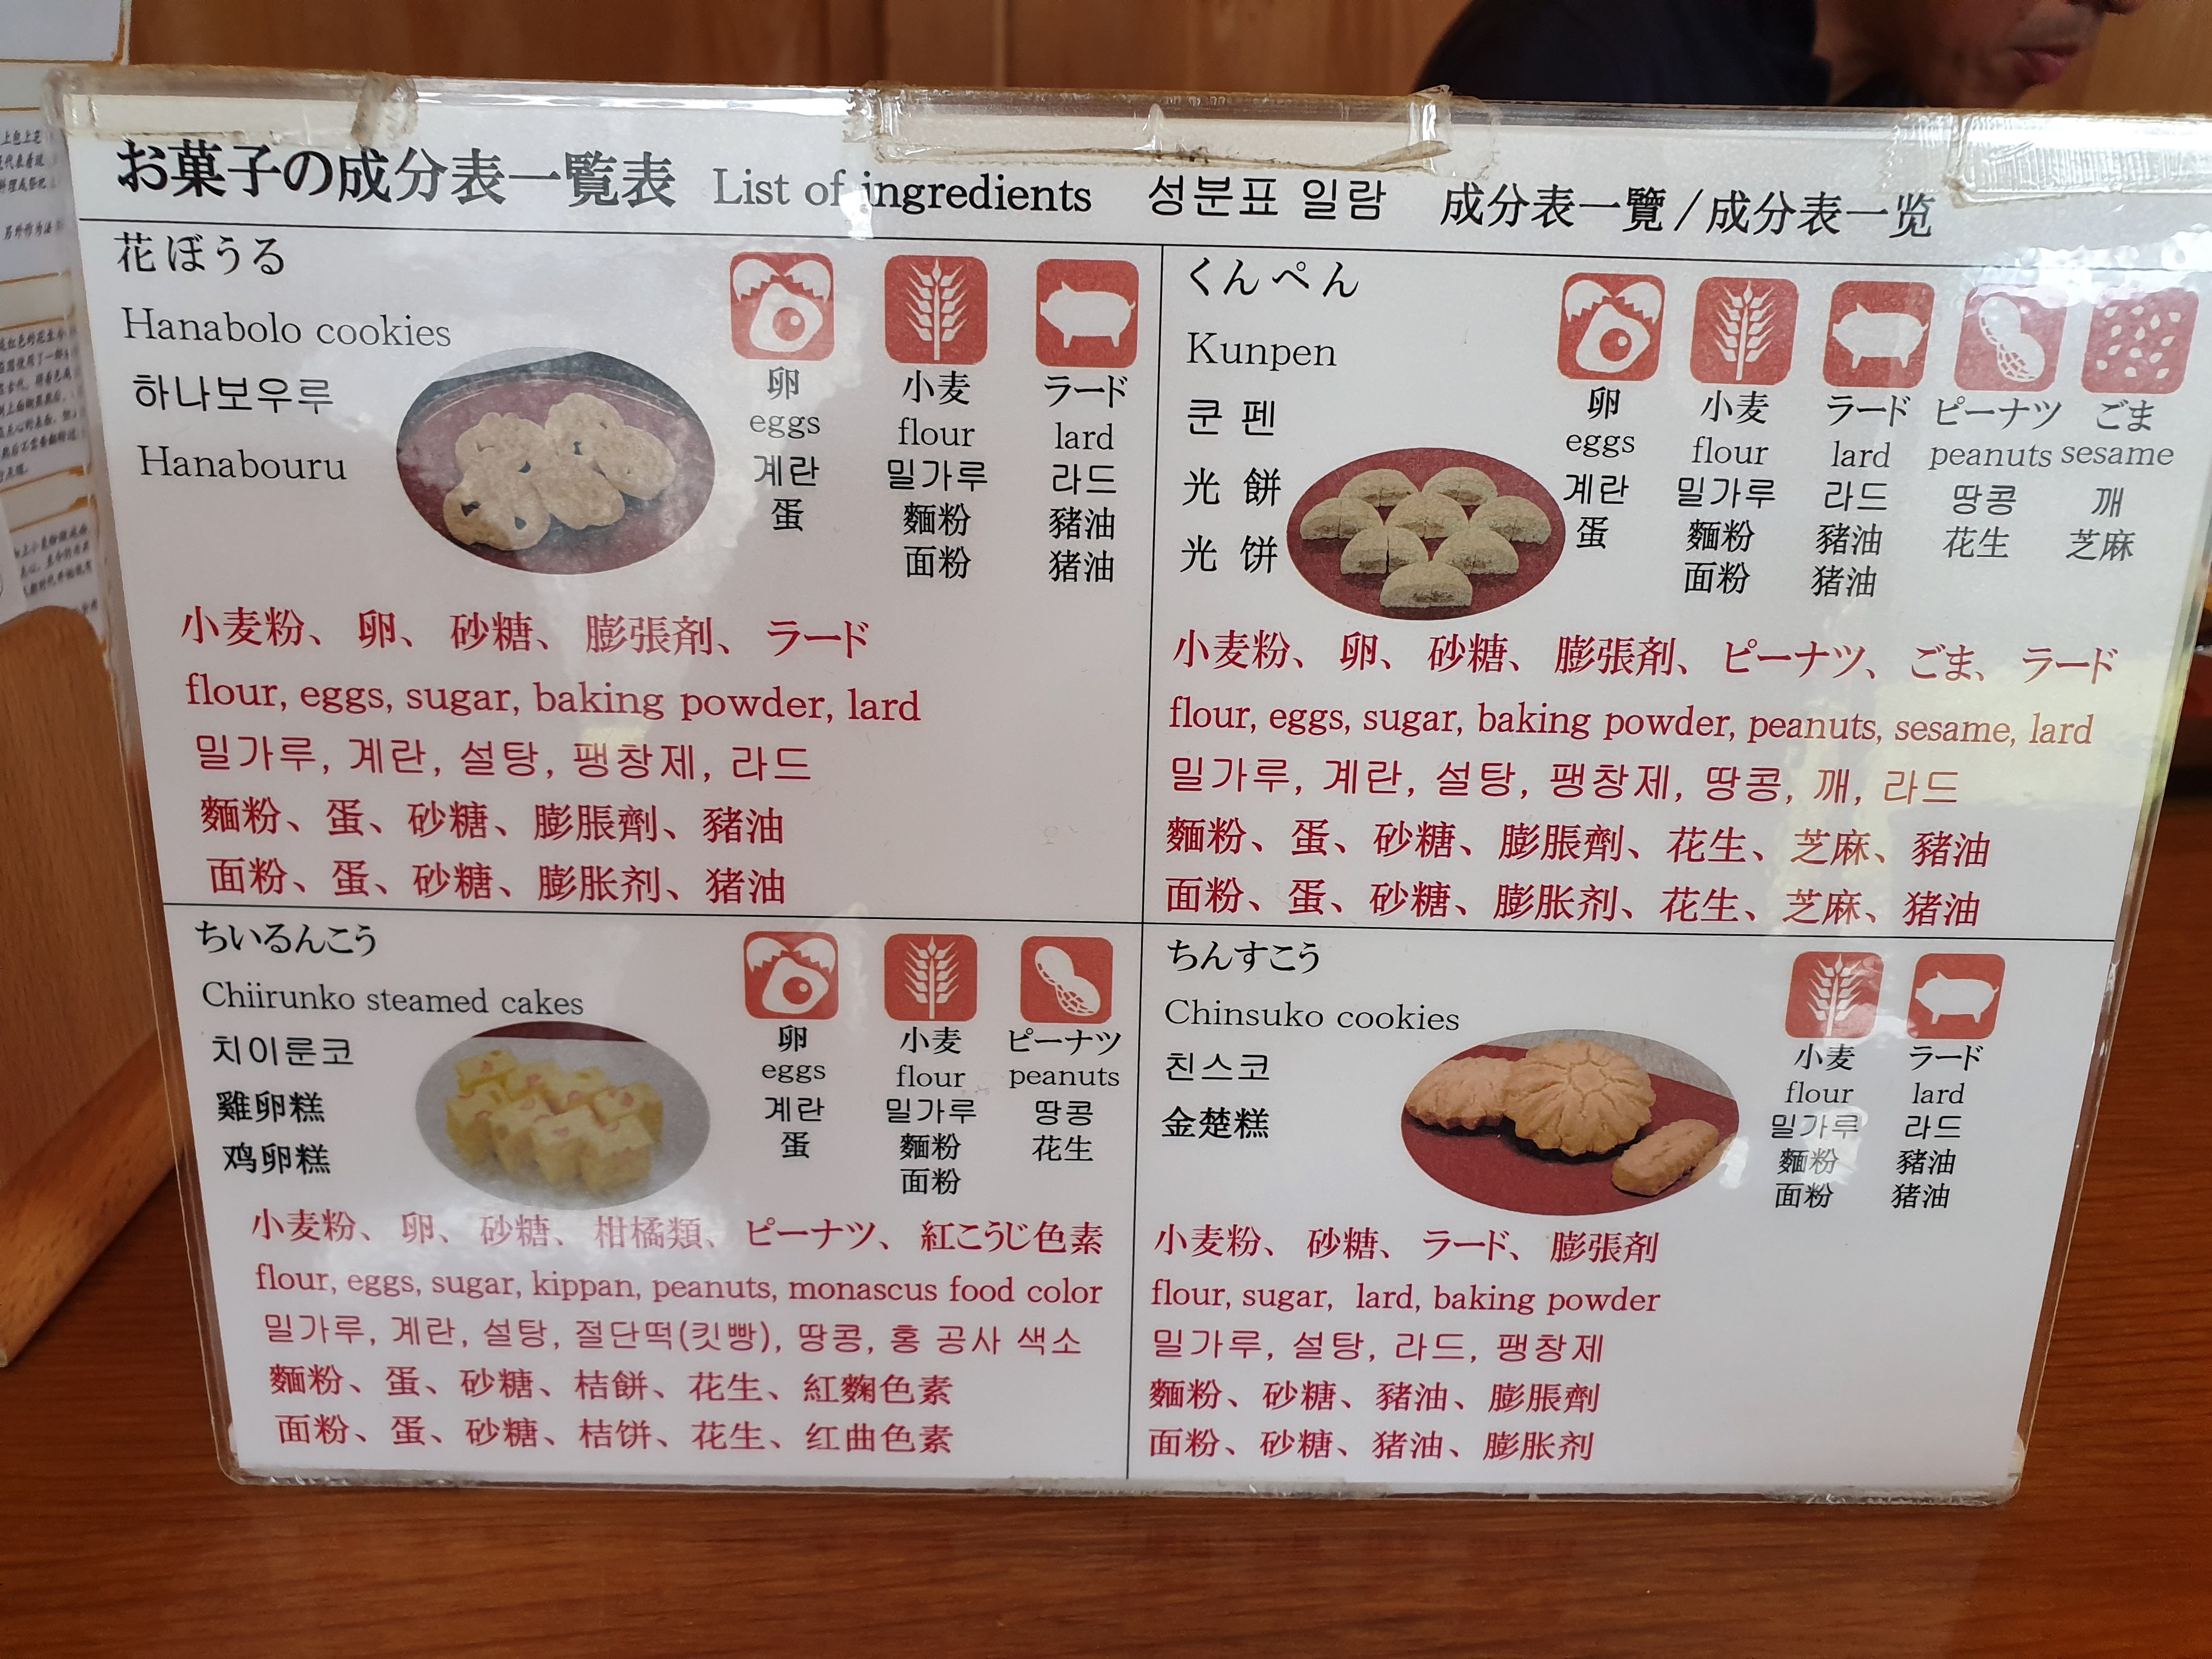 お菓子の成分表一覧表 List of ingredients 성분표 일람 成分表一覽/成分表一览
花ぼうる
Hanabolo cookies
하나보우루
Hanabouru
卵 小麦 ラード
eggs flour lard
계란 밀가루 라드
蛋 麵粉 豬油
面粉 猪油
小麦粉、卵、砂糖、膨張剤、ラード
flour, eggs, sugar, baking powder, lard
밀가루, 계란, 설탕, 팽창제, 라드
麵粉、蛋、砂糖、膨脹劑、豬油
面粉、蛋、砂糖、膨胀剂、猪油
くんぺん
Kunpen
쿤펜
光餅
光饼
卵 小麦 ラード ピーナツ ごま
eggs flour lard peanuts sesame
계란 밀가루 라드 땅콩 깨
蛋 麵粉 豬油 花生 芝麻
面粉 猪油
小麦粉、卵、砂糖、膨張剤、ピーナツ、ごま、ラード
flour, eggs, sugar, baking powder, peanuts, sesame, lard
밀가루, 계란, 설탕, 팽창제, 땅콩, 깨, 라드
麵粉、蛋、砂糖、膨脹劑、花生、芝麻、豬油
面粉、蛋、砂糖、膨胀剂、花生、芝麻、猪油
ちいるんこう
Chiirunko steamed cakes
치이룬코
雞卵糕
鸡卵糕
卵 小麦 ピーナツ
eggs flour peanuts
계란 밀가루 땅콩
蛋 麵粉 花生
面粉
小麦粉、卵、砂糖、柑橘類、ピーナツ、紅こうじ色素
flour, eggs, sugar, kippan, peanuts, monascus food color
밀가루, 계란, 설탕, 절단떡(킷빵), 땅콩, 홍 공사 색소
麵粉、蛋、砂糖、桔餅、花生、紅麴色素
面粉、蛋、砂糖、桔饼、花生、红曲色素
ちんすこう
Chinsuko cookies
친스코
金楚糕
小麦 ラード
flour lard
밀가루 라드
麵粉 豬油
面粉 猪油
小麦粉、砂糖、ラード、膨張剤
flour, sugar, lard, baking powder
밀가루, 설탕, 라드, 팽창제
麵粉、砂糖、豬油、膨脹劑
面粉、砂糖、猪油、膨胀剂